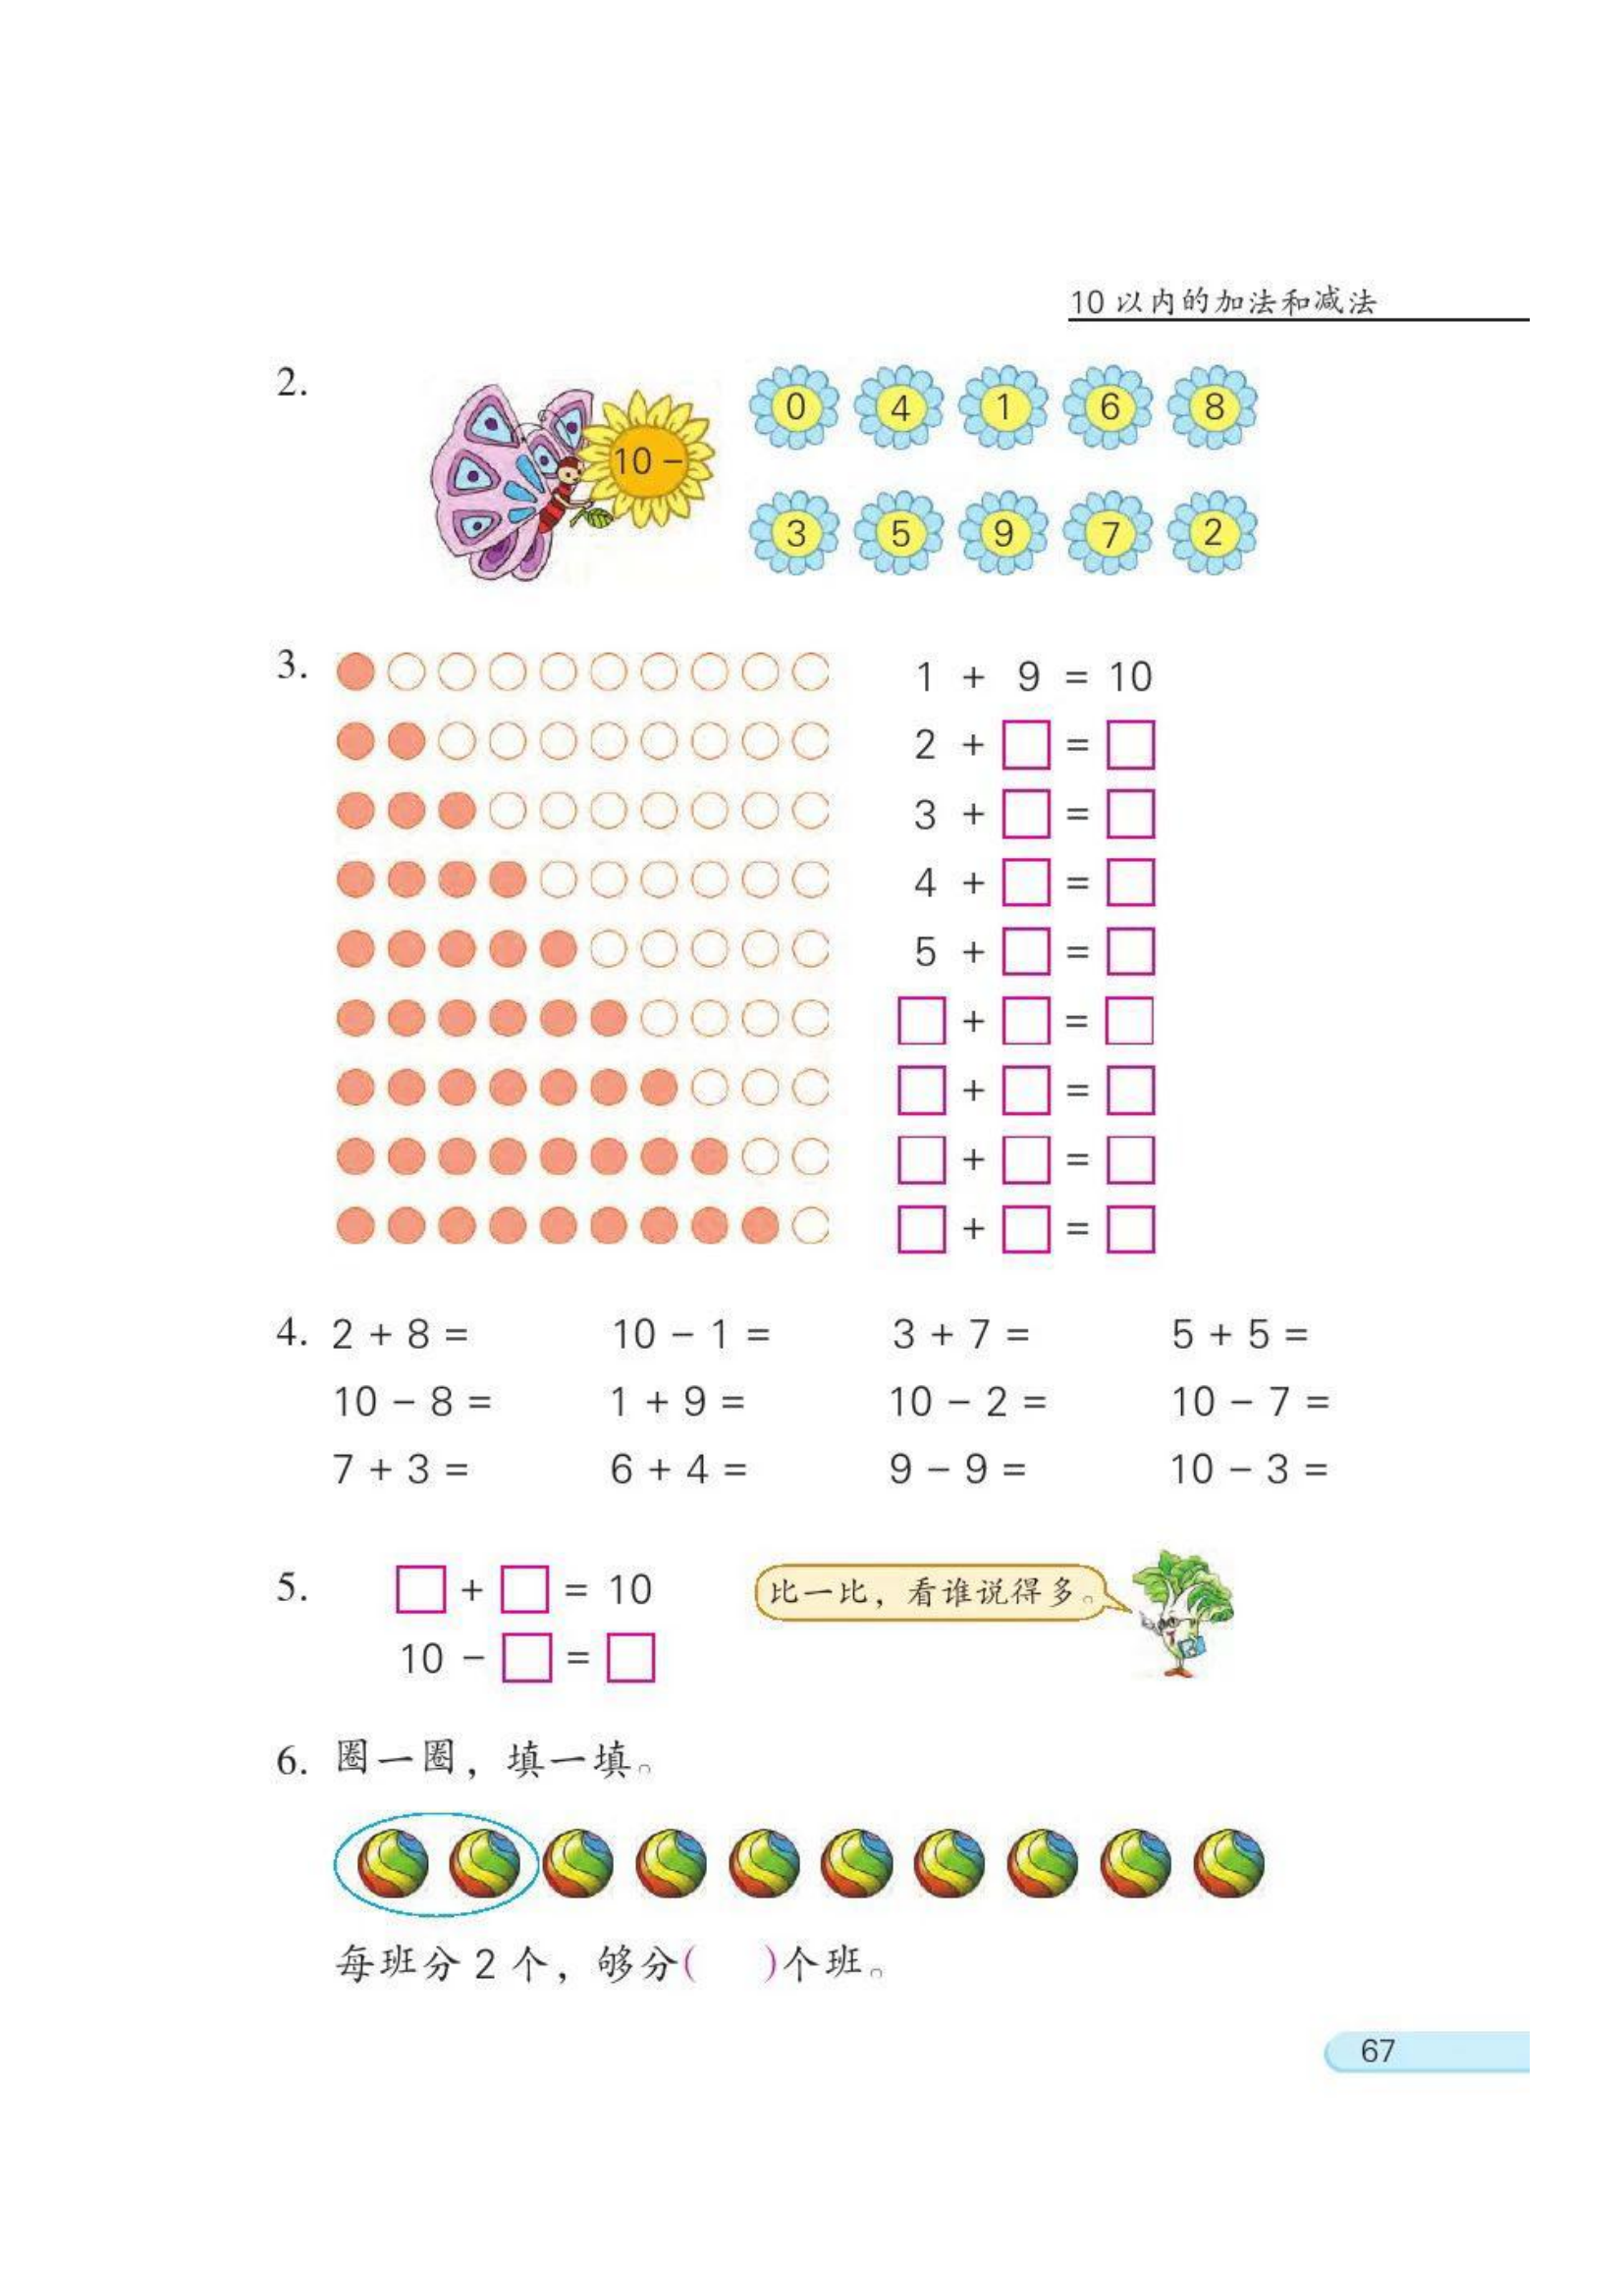 10 以内的加法和减法
2.
10 −
0 4 1 6 8
3 5 9 7 2
3.
1 + 9 = 10
2 + □ = □
3 + □ = □
4 + □ = □
5 + □ = □
□ + □ = □
□ + □ = □
□ + □ = □
□ + □ = □
4. 2 + 8 = 10 − 1 = 3 + 7 = 5 + 5 =
10 − 8 = 1 + 9 = 10 − 2 = 10 − 7 =
7 + 3 = 6 + 4 = 9 − 9 = 10 − 3 =
5. □ + □ = 10
10 − □ = □
比一比，看谁说得多。
6. 圈一圈，填一填。
每班分 2 个，够分( )个班。
67